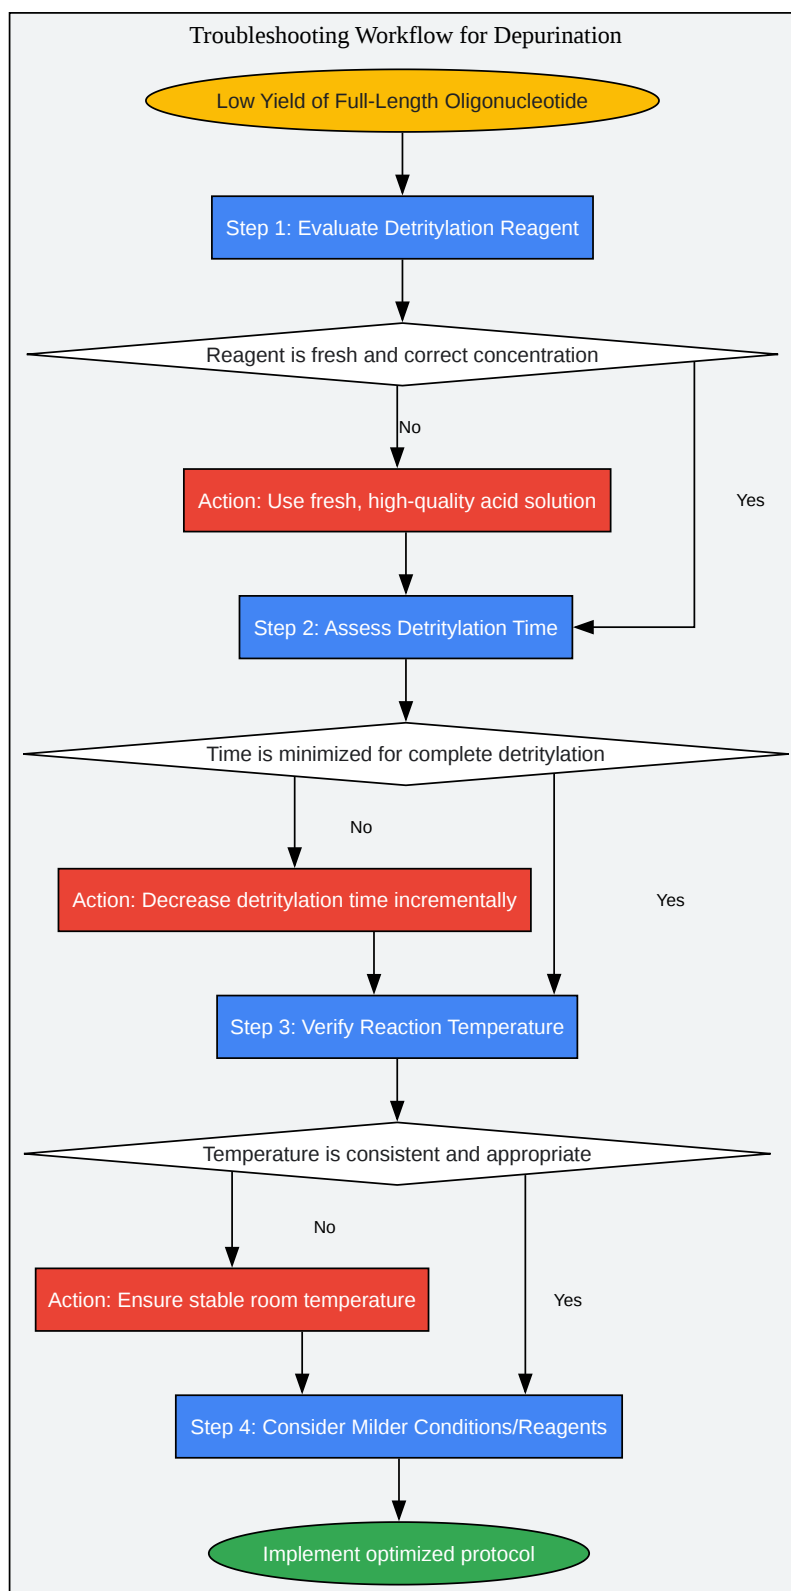 Troubleshooting Workflow for Depurination
Low Yield of Full-Length Oligonucleotide
Step 1: Evaluate Detritylation Reagent
Reagent is fresh and correct concentration
No
Action: Use fresh, high-quality acid solution
Yes
Step 2: Assess Detritylation Time
Time is minimized for complete detritylation
No
Action: Decrease detritylation time incrementally
Yes
Step 3: Verify Reaction Temperature
Temperature is consistent and appropriate
No
Action: Ensure stable room temperature
Yes
Step 4: Consider Milder Conditions/Reagents
Implement optimized protocol